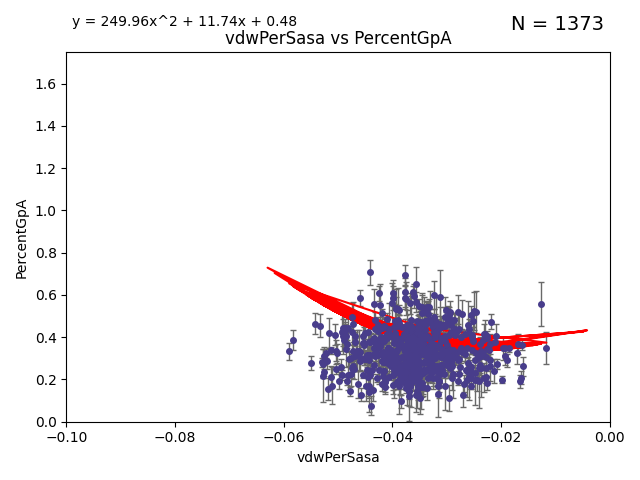 y = 249.96x^2 + 11.74x + 0.48
N = 1373
vdwPerSasa vs PercentGpA
PercentGpA
1.6
1.4
1.2
1.0
0.8
0.6
0.4
0.2
0.0
−0.10 −0.08 −0.06 −0.04 −0.02 0.00
vdwPerSasa